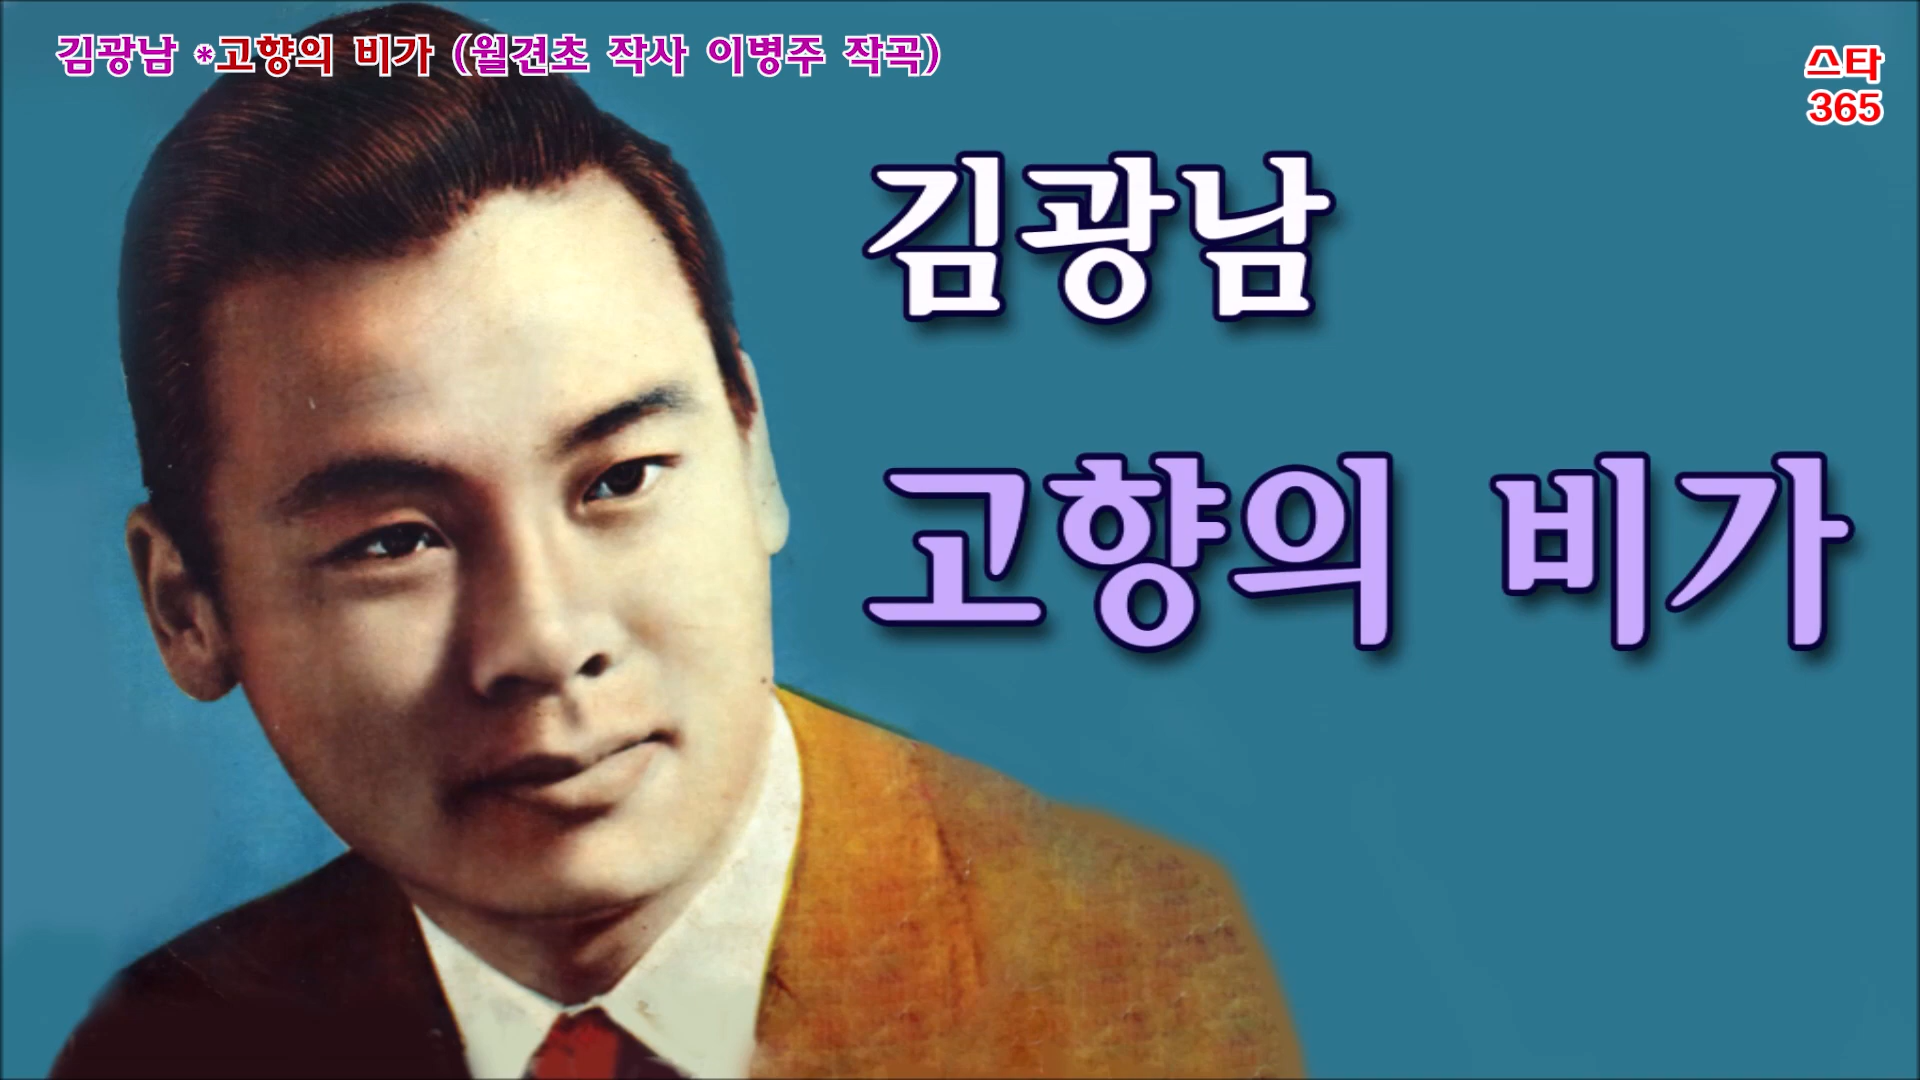 김광남 *고향의 비가 (월견초 작사 이병주 작곡)
스타
365
김광남
고향의 비가